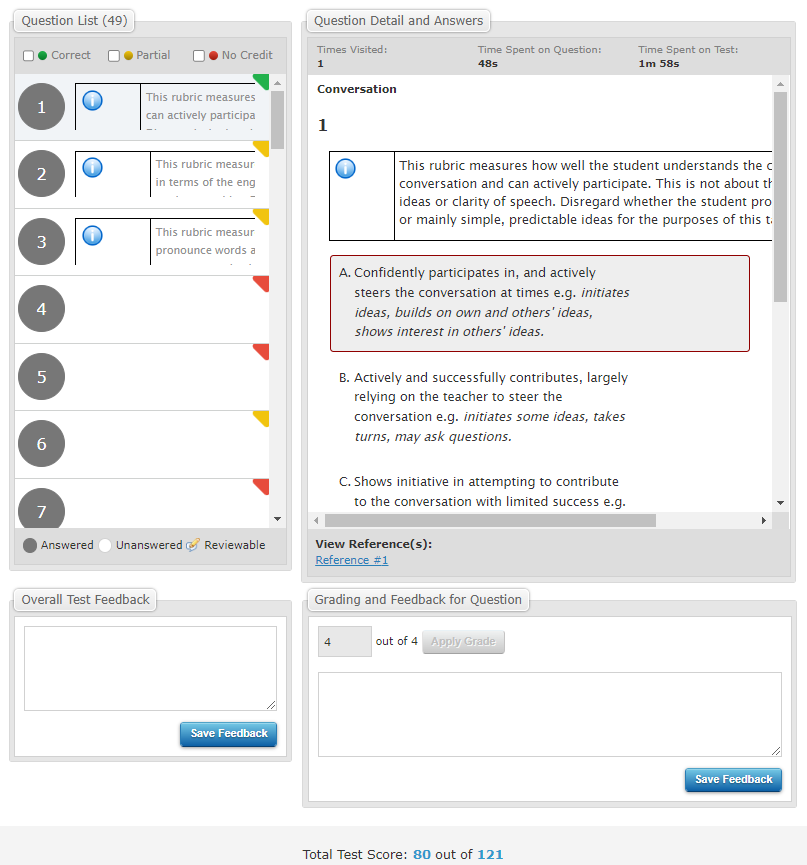 Question List (49)
Correct
Partial
No Credit
1
This rubric measures
can actively participa
2
This rubric measur
in terms of the eng
3
This rubric measur
pronounce words a
4
5
6
7
Answered
Unanswered
Reviewable
Question Detail and Answers
Times Visited:
1
Time Spent on Question:
48s
Time Spent on Test:
1m 58s
Conversation
1
This rubric measures how well the student understands the c
conversation and can actively participate. This is not about th
ideas or clarity of speech. Disregard whether the student pro
or mainly simple, predictable ideas for the purposes of this ta
A. Confidently participates in, and actively
steers the conversation at times e.g. initiates
ideas, builds on own and others' ideas,
shows interest in others' ideas.
B. Actively and successfully contributes, largely
relying on the teacher to steer the
conversation e.g. initiates some ideas, takes
turns, may ask questions.
C. Shows initiative in attempting to contribute
to the conversation with limited success e.g.
View Reference(s):
Reference #1
Overall Test Feedback
Save Feedback
Grading and Feedback for Question
4 out of 4 Apply Grade
Save Feedback
Total Test Score: 80 out of 121